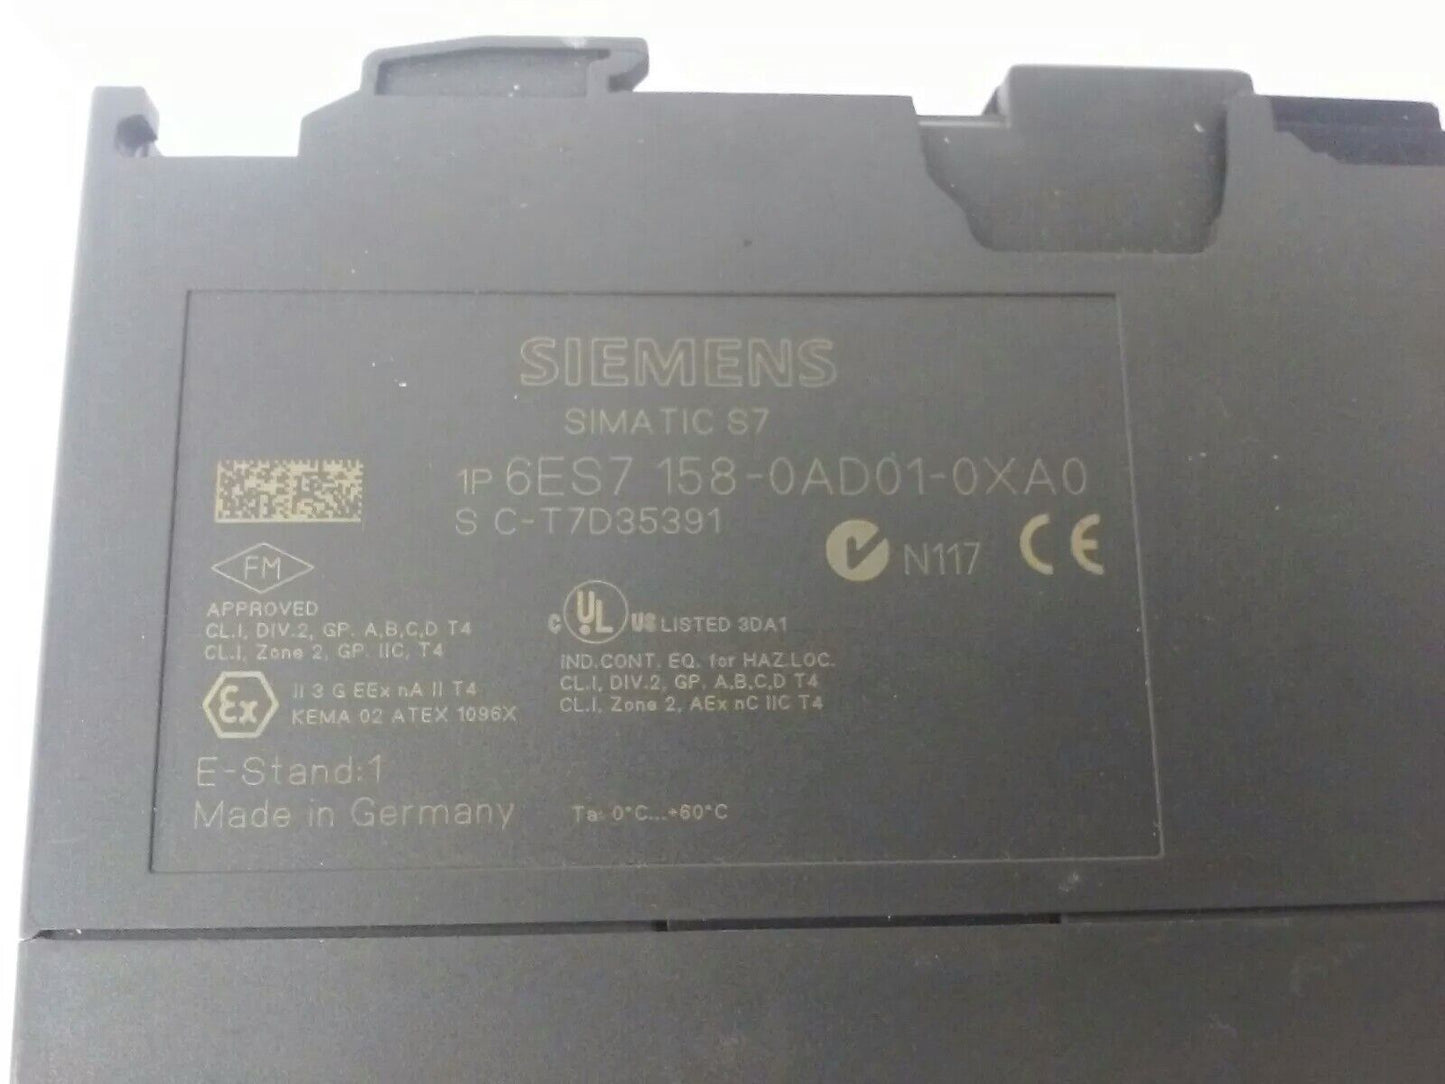 SIEMENS
SIMATIC S7
1P 6ES7 158-0AD01-0XA0
S C-T7D35391
N117 CE
FM
APPROVED
CL.I, DIV.2, GP. A,B,C,D T4
CL.I, Zone 2, GP. IIC, T4
C UL US LISTED 3DA1
IND.CONT. EQ. for HAZ.LOC.
CL.I, DIV.2, GP. A,B,C,D T4
CL.I, Zone 2, AEx nC IIC T4
Ex II 3 G EEx nA II T4
KEMA 02 ATEX 1096X
E-Stand:1
Made in Germany
Ta: 0°C...+60°C